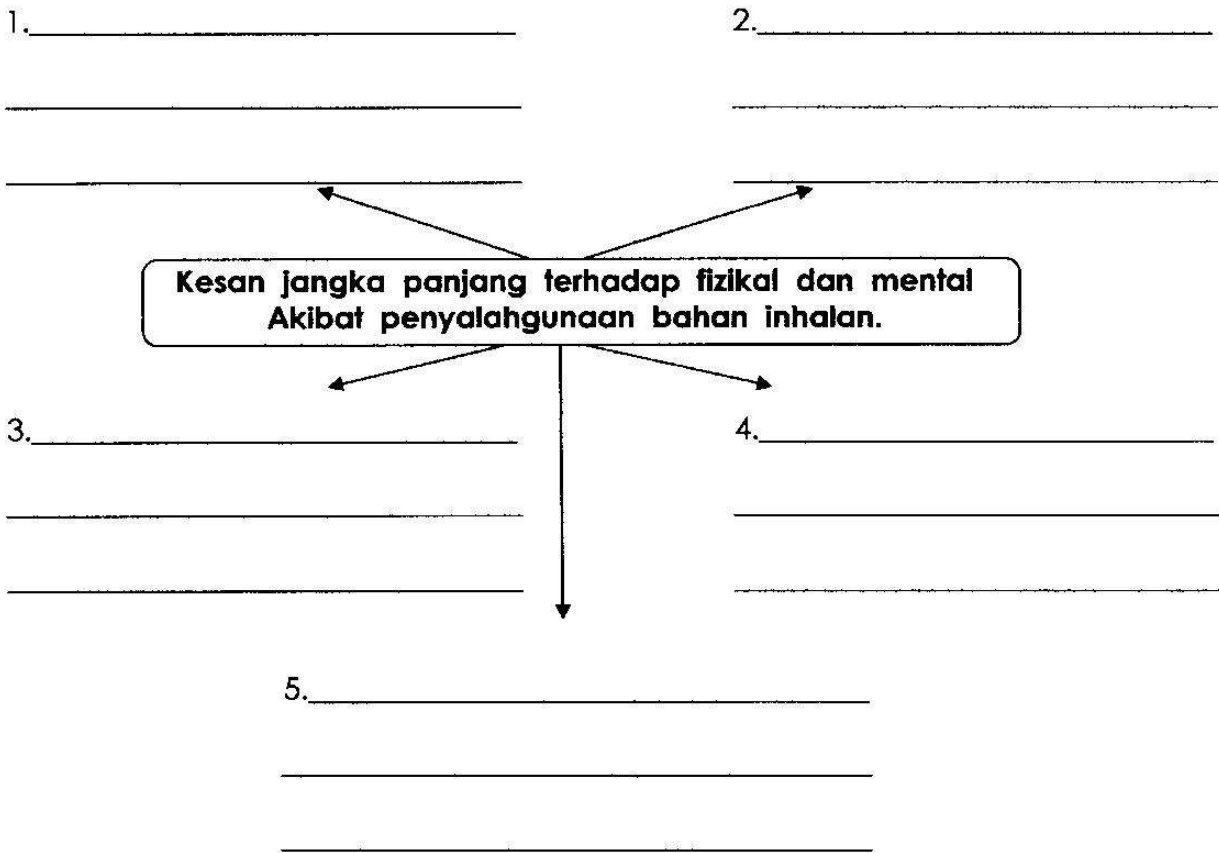 1.
2.
Kesan jangka panjang terhadap fizikal dan mental
Akibat penyalahgunaan bahan inhalan.
3.
4.
5.